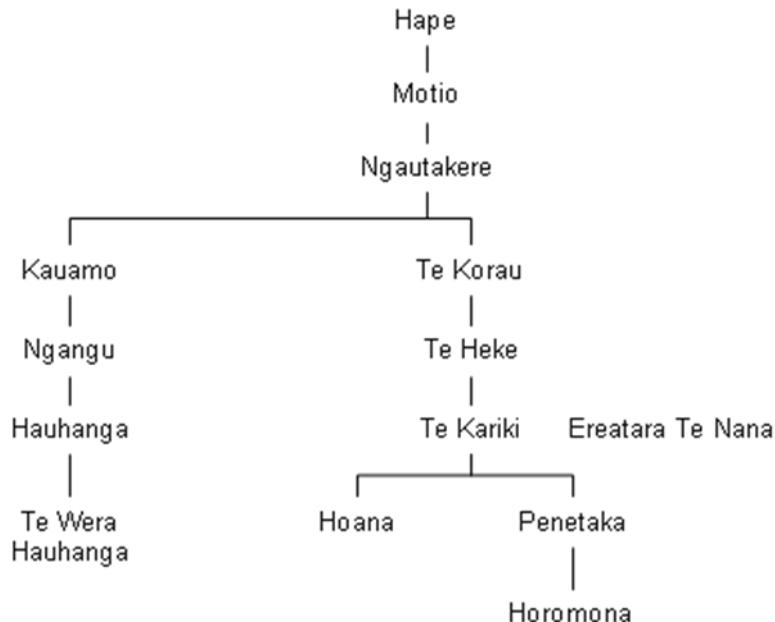 Hape
Motio
Ngautakere
Kauamo Te Korau
Ngangu Te Heke
Hauhanga Te Kariki Ereatara Te Nana
Te Wera Hoana Penetaka
Hauhanga
Horomona